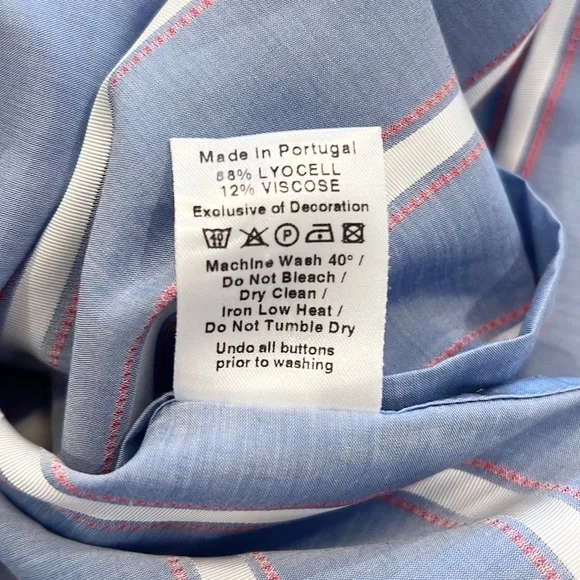 Made in Portugal
88% LYOCELL
12% VISCOSE
Exclusive of Decoration
40 P
Machine Wash 40° /
Do Not Bleach /
Dry Clean /
Iron Low Heat /
Do Not Tumble Dry
Undo all buttons
prior to washing